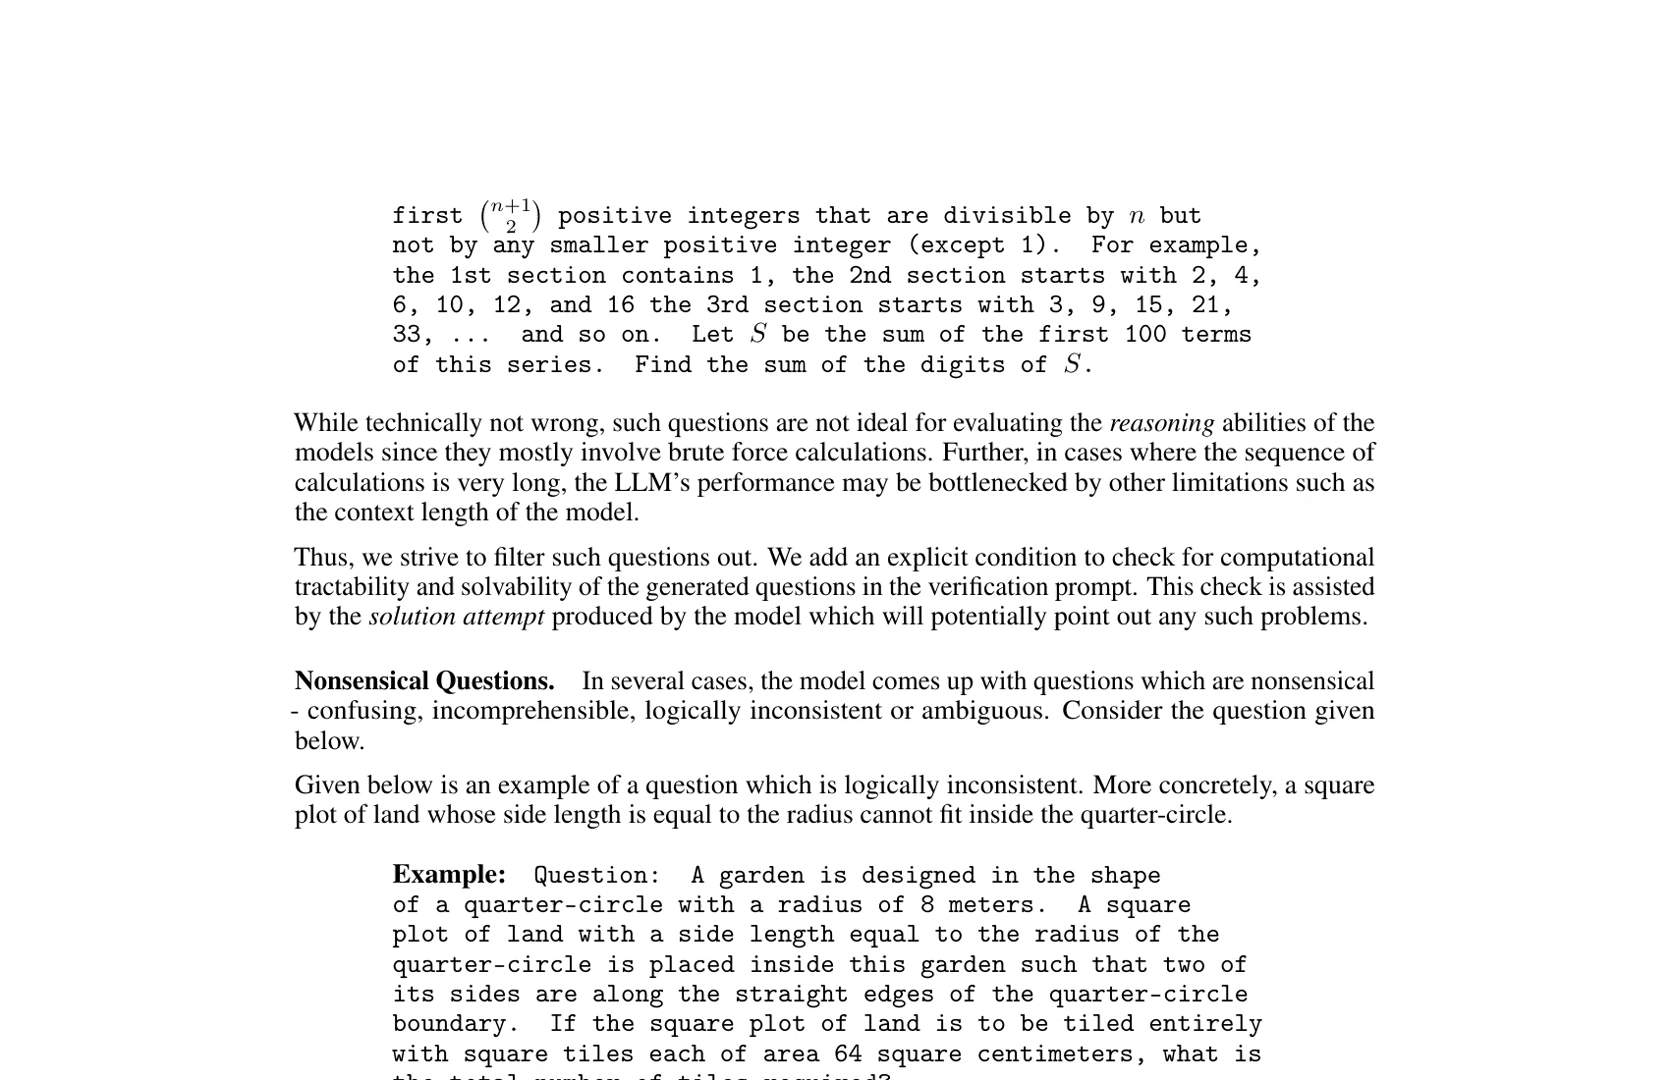 first (n+1 2) positive integers that are divisible by n but
not by any smaller positive integer (except 1). For example,
the 1st section contains 1, the 2nd section starts with 2, 4,
6, 10, 12, and 16 the 3rd section starts with 3, 9, 15, 21,
33, ... and so on. Let S be the sum of the first 100 terms
of this series. Find the sum of the digits of S.
While technically not wrong, such questions are not ideal for evaluating the reasoning abilities of the
models since they mostly involve brute force calculations. Further, in cases where the sequence of
calculations is very long, the LLM’s performance may be bottlenecked by other limitations such as
the context length of the model.
Thus, we strive to filter such questions out. We add an explicit condition to check for computational
tractability and solvability of the generated questions in the verification prompt. This check is assisted
by the solution attempt produced by the model which will potentially point out any such problems.
Nonsensical Questions. In several cases, the model comes up with questions which are nonsensical
- confusing, incomprehensible, logically inconsistent or ambiguous. Consider the question given
below.
Given below is an example of a question which is logically inconsistent. More concretely, a square
plot of land whose side length is equal to the radius cannot fit inside the quarter-circle.
Example: Question: A garden is designed in the shape
of a quarter-circle with a radius of 8 meters. A square
plot of land with a side length equal to the radius of the
quarter-circle is placed inside this garden such that two of
its sides are along the straight edges of the quarter-circle
boundary. If the square plot of land is to be tiled entirely
with square tiles each of area 64 square centimeters, what is
the total number of tiles required?